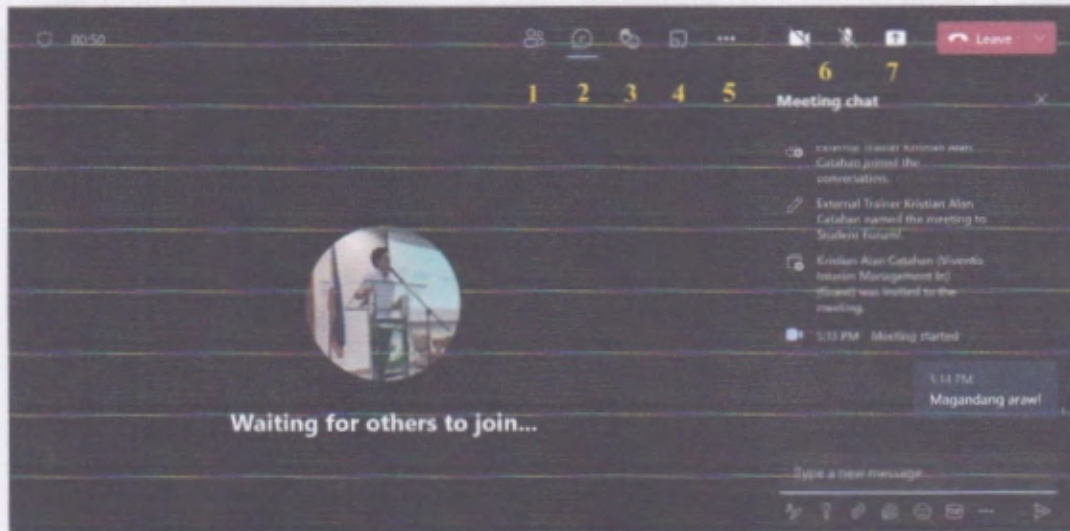 00:50
Leave
1 2 3 4 5 6 7
Meeting chat
External Trainer Kristian Alan
Catahan joined the
conversation.
External Trainer Kristian Alan
Catahan named the meeting to
Student Forum!
Kristian Alan Catahan (Viventis
Interim Management In)
(Guest) was invited to the
meeting.
5:13 PM Meeting started
5:14 PM
Magandang araw!
Waiting for others to join...
Type a new message